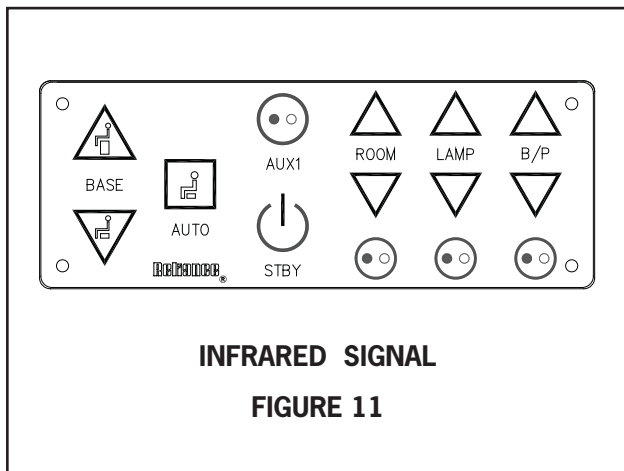 ROOM LAMP B/P
AUX1
BASE
AUTO
STBY
Reliance®
INFRARED SIGNAL
FIGURE 11